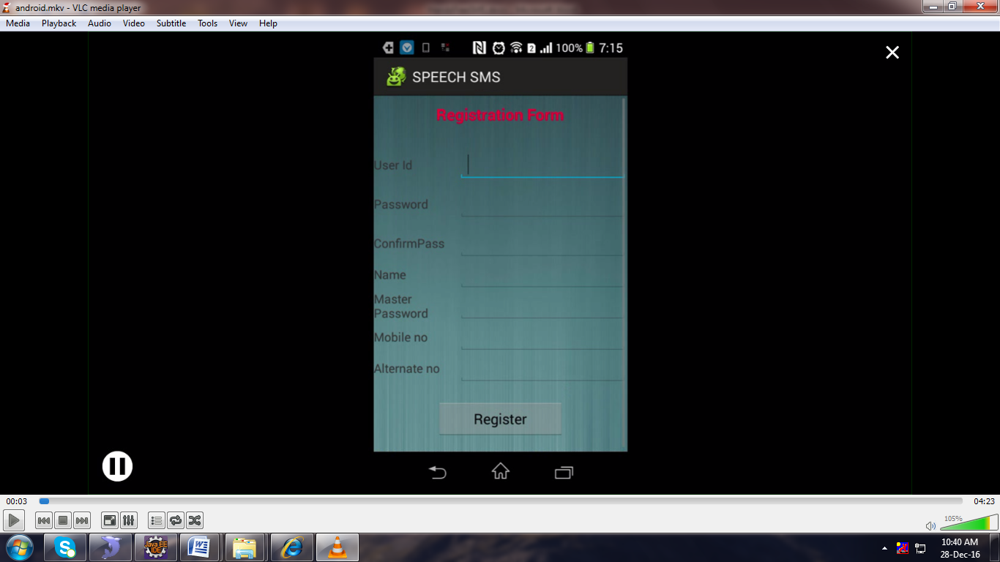 android.mkv - VLC media player
Media Playback Audio Video Subtitle Tools View Help
2 100% 7:15
SPEECH SMS
Registration Form
User Id
Password
ConfirmPass
Name
Master
Password
Mobile no
Alternate no
Register
00:03 04:23
105%
Java EE
IDE
10:40 AM
28-Dec-16